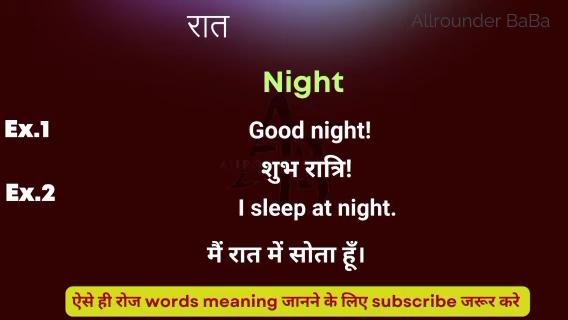 रात
Allrounder BaBa
Night
Ex.1
Good night!
शुभ रात्रि!
Ex.2
I sleep at night.
मैं रात में सोता हूँ।
ऐसे ही रोज words meaning जानने के लिए subscribe जरूर करे